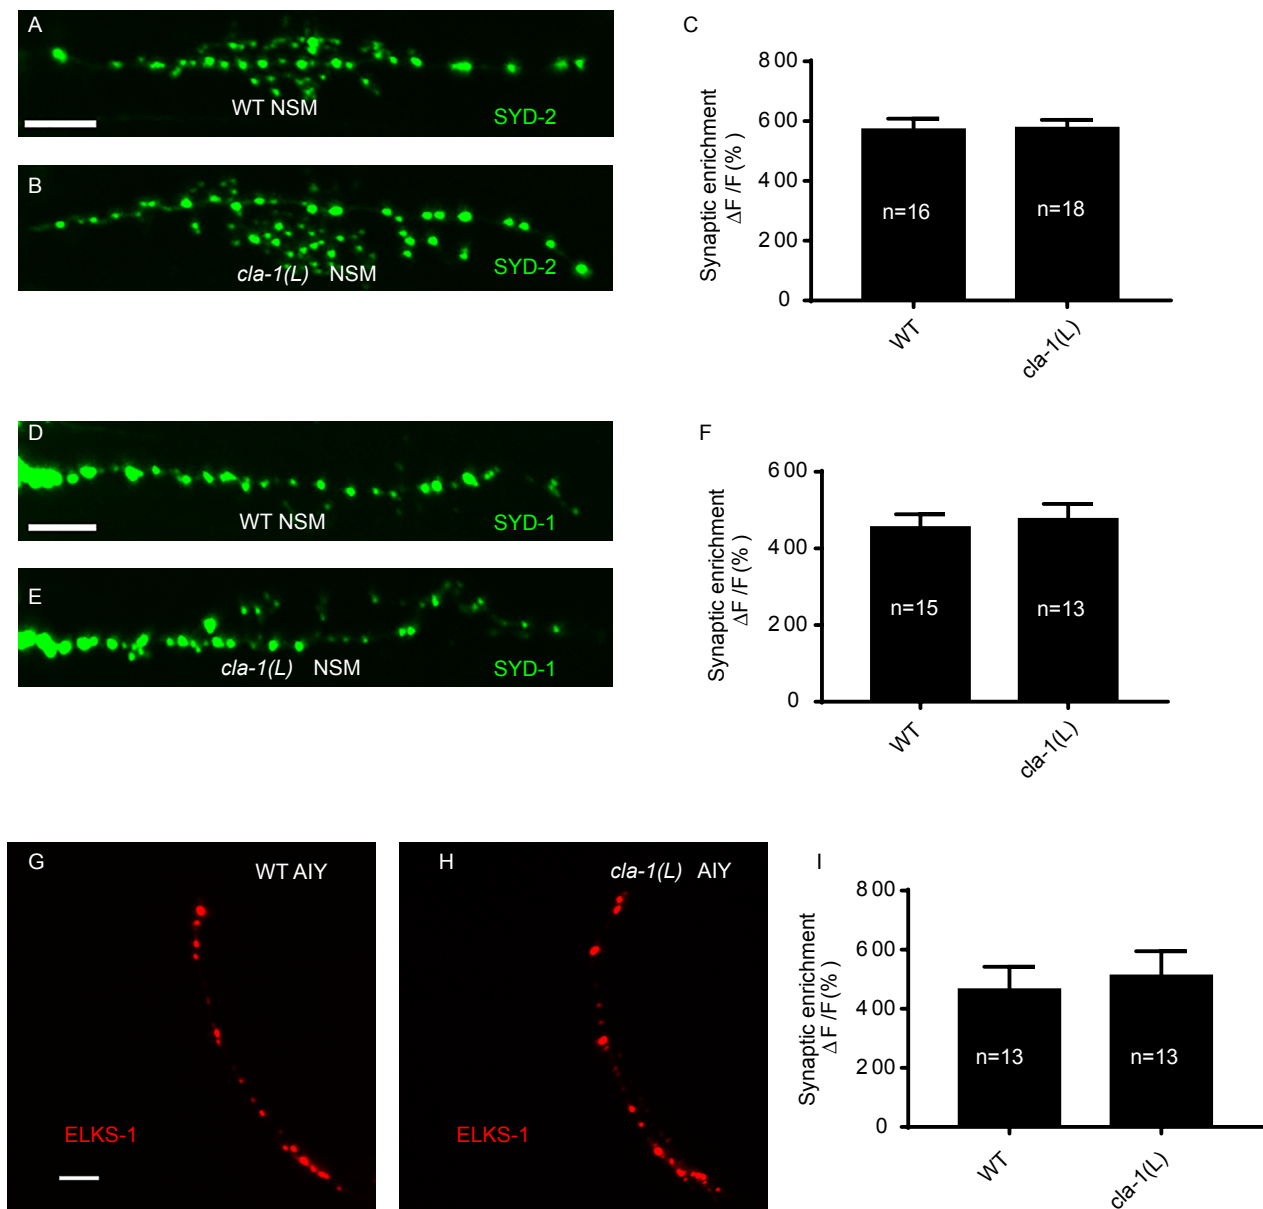 A
WT NSM
SYD-2
B
cla-1(L) NSM
SYD-2
C
Synaptic enrichment
ΔF/F(%)
800
600
400
200
0
n=16
n=18
WT
cla-1(L)
D
WT NSM
SYD-1
E
cla-1(L) NSM
SYD-1
F
Synaptic enrichment
ΔF/F(%)
600
400
200
0
n=15
n=13
WT
cla-1(L)
G
WT AIY
ELKS-1
H
cla-1(L) AIY
ELKS-1
I
Synaptic enrichment
ΔF/F(%)
800
600
400
200
0
n=13
n=13
WT
cla-1(L)